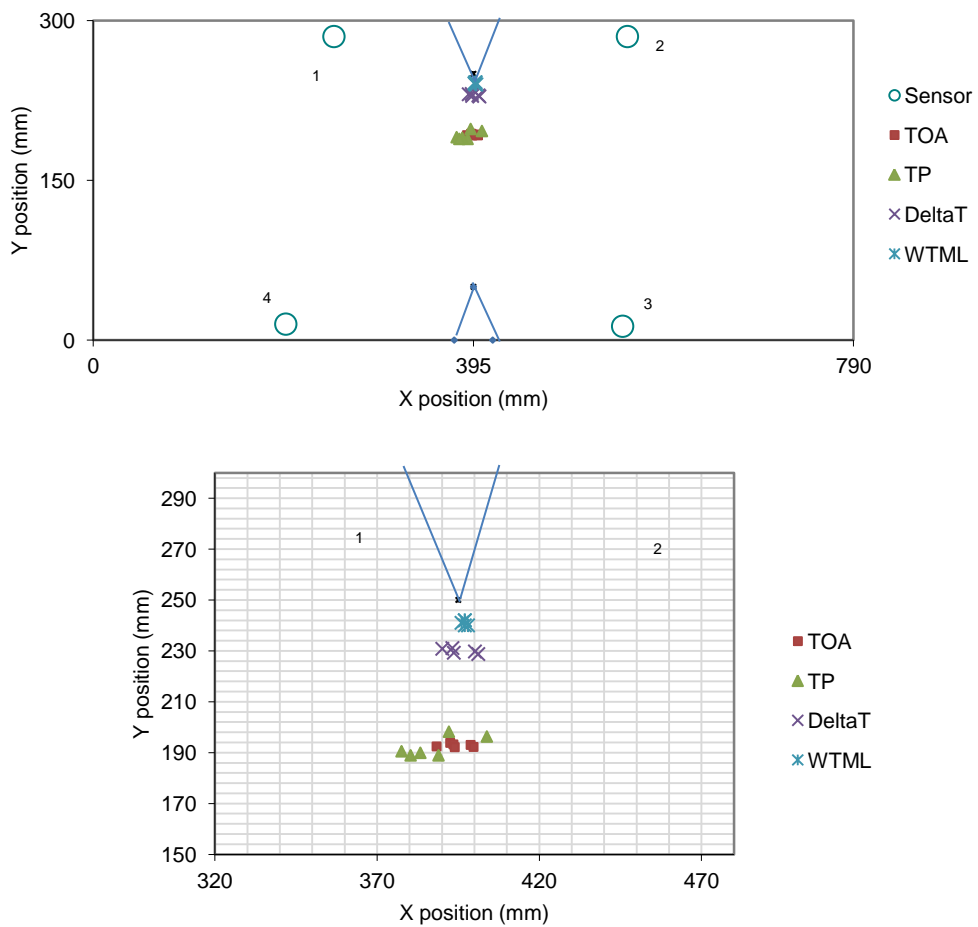 300
150
0
Y position (mm)
1
2
4
3
0
395
790
X position (mm)
Sensor
TOA
TP
DeltaT
WTML
290
270
250
230
210
190
170
150
Y position (mm)
1
2
320
370
420
470
X position (mm)
TOA
TP
DeltaT
WTML